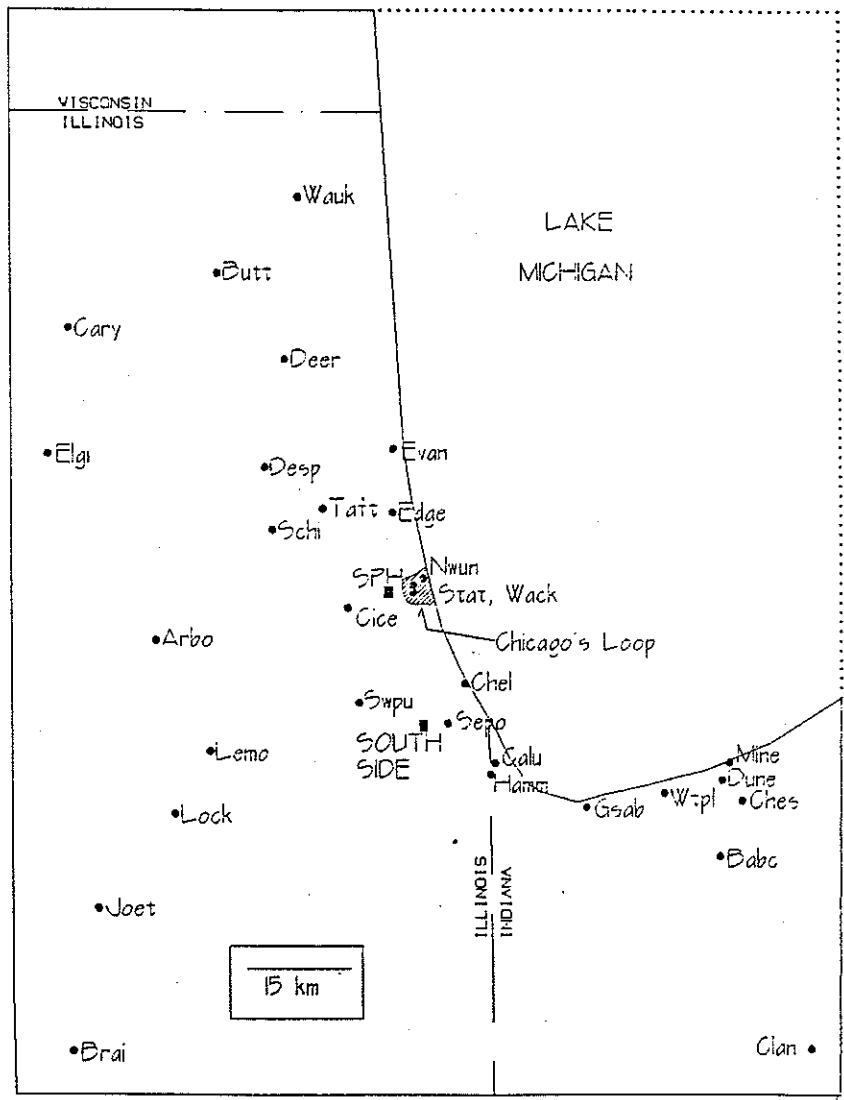 VISCONSIN
ILLINOIS
Wauk
LAKE
MICHIGAN
Butt
Cary
Deer
Evan
Elgi
Desp
Taft
Edge
Schi
Nwun
SPH
Stat, Wack
Cice
Chicago's Loop
Arbo
Chel
Swpu
Sepo
SOUTH
SIDE
Lemo
Calu
Hamm
Mine
Dune
Wtpl
Ches
Gsab
Lock
Babc
ILLINOIS
INDIANA
Joet
15 km
Brai
Clan